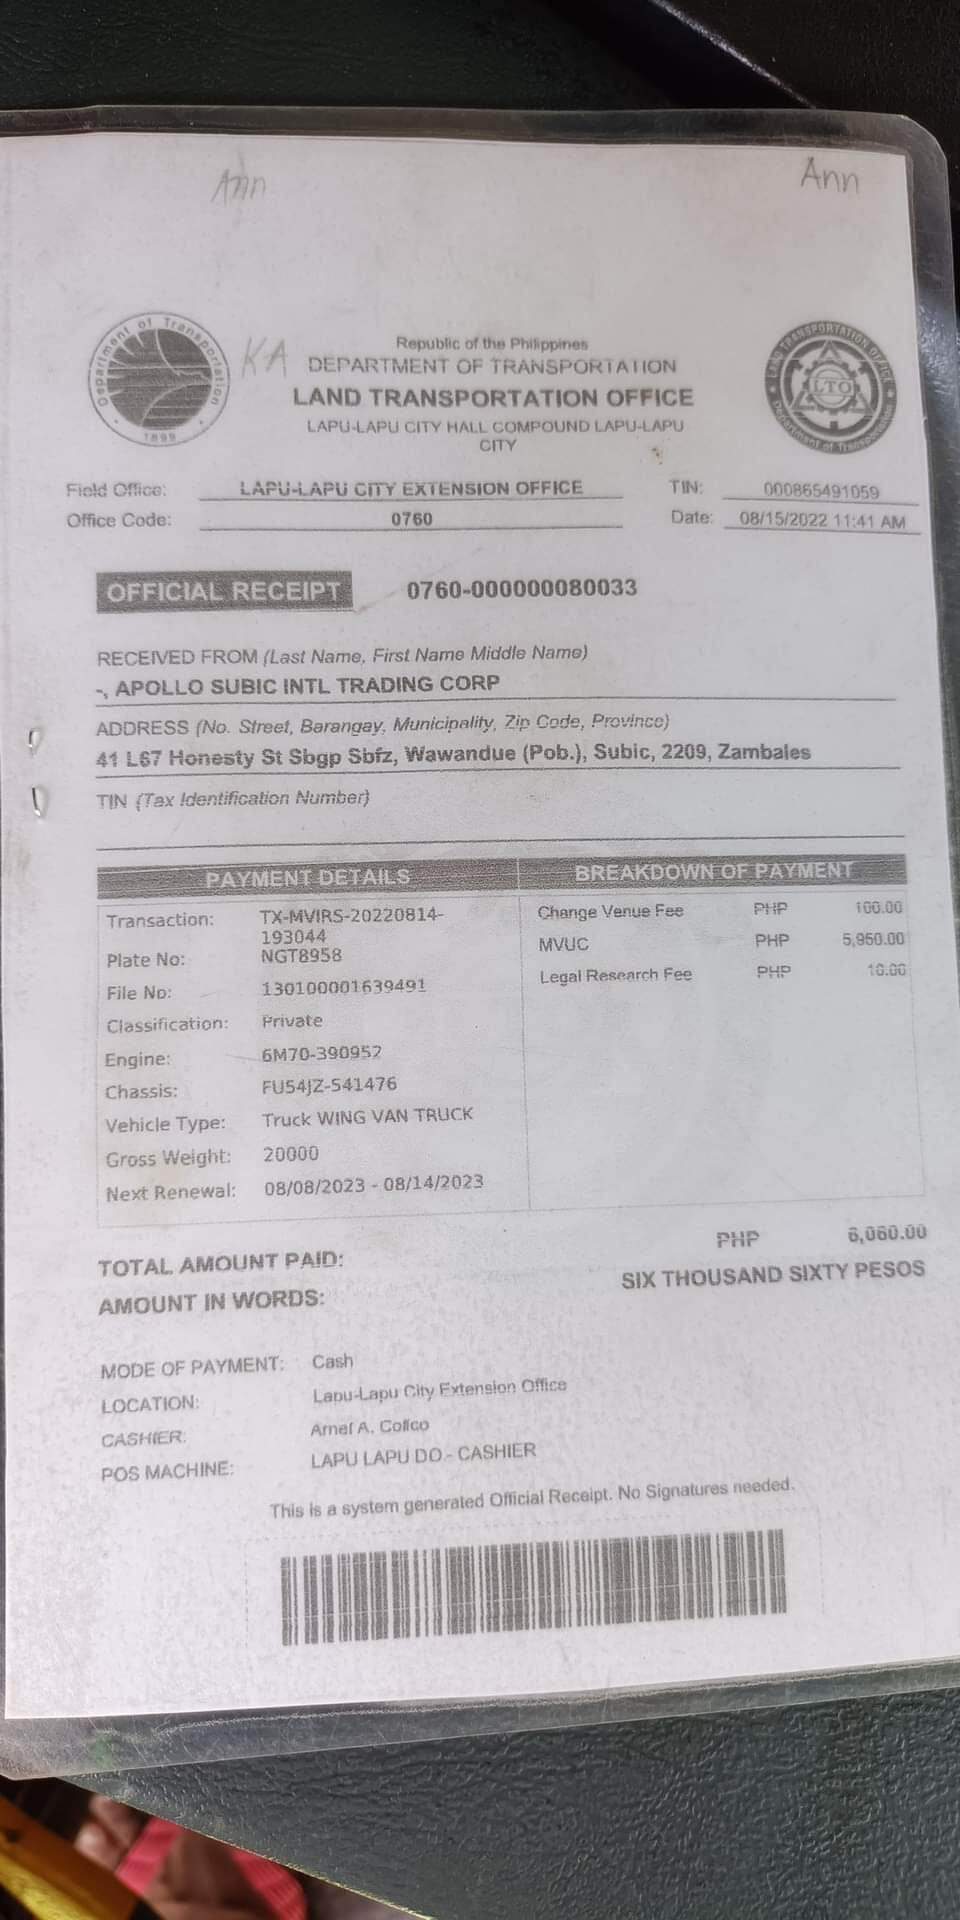 Ann
Ann
KA
Department of Transportation
1899
Republic of the Philippines
DEPARTMENT OF TRANSPORTATION
LAND TRANSPORTATION OFFICE
LAPU-LAPU CITY HALL COMPOUND LAPU-LAPU
CITY
LAND TRANSPORTATION OFFICE
LTO
Department of Transportation
Field Office: LAPU-LAPU CITY EXTENSION OFFICE TIN: 000865491059
Office Code: 0760 Date: 08/15/2022 11:41 AM
OFFICIAL RECEIPT 0760-000000080033
RECEIVED FROM (Last Name, First Name Middle Name)
-, APOLLO SUBIC INTL TRADING CORP
ADDRESS (No. Street, Barangay, Municipality, Zip Code, Province)
41 L67 Honesty St Sbgp Sbfz, Wawandue (Pob.), Subic, 2209, Zambales
TIN (Tax Identification Number)
PAYMENT DETAILS BREAKDOWN OF PAYMENT
Transaction: TX-MVIRS-20220814-
193044
Plate No: NGT8958
File No: 130100001639491
Classification: Private
Engine: 6M70-390952
Chassis: FU54JZ-541476
Vehicle Type: Truck WING VAN TRUCK
Gross Weight: 20000
Next Renewal: 08/08/2023 - 08/14/2023
Change Venue Fee PHP 100.00
MVUC PHP 5,950.00
Legal Research Fee PHP 10.00
TOTAL AMOUNT PAID: PHP 6,060.00
AMOUNT IN WORDS: SIX THOUSAND SIXTY PESOS
MODE OF PAYMENT: Cash
LOCATION: Lapu-Lapu City Extension Office
CASHIER: Arnel A. Collco
POS MACHINE: LAPU LAPU DO - CASHIER
This is a system generated Official Receipt. No Signatures needed.